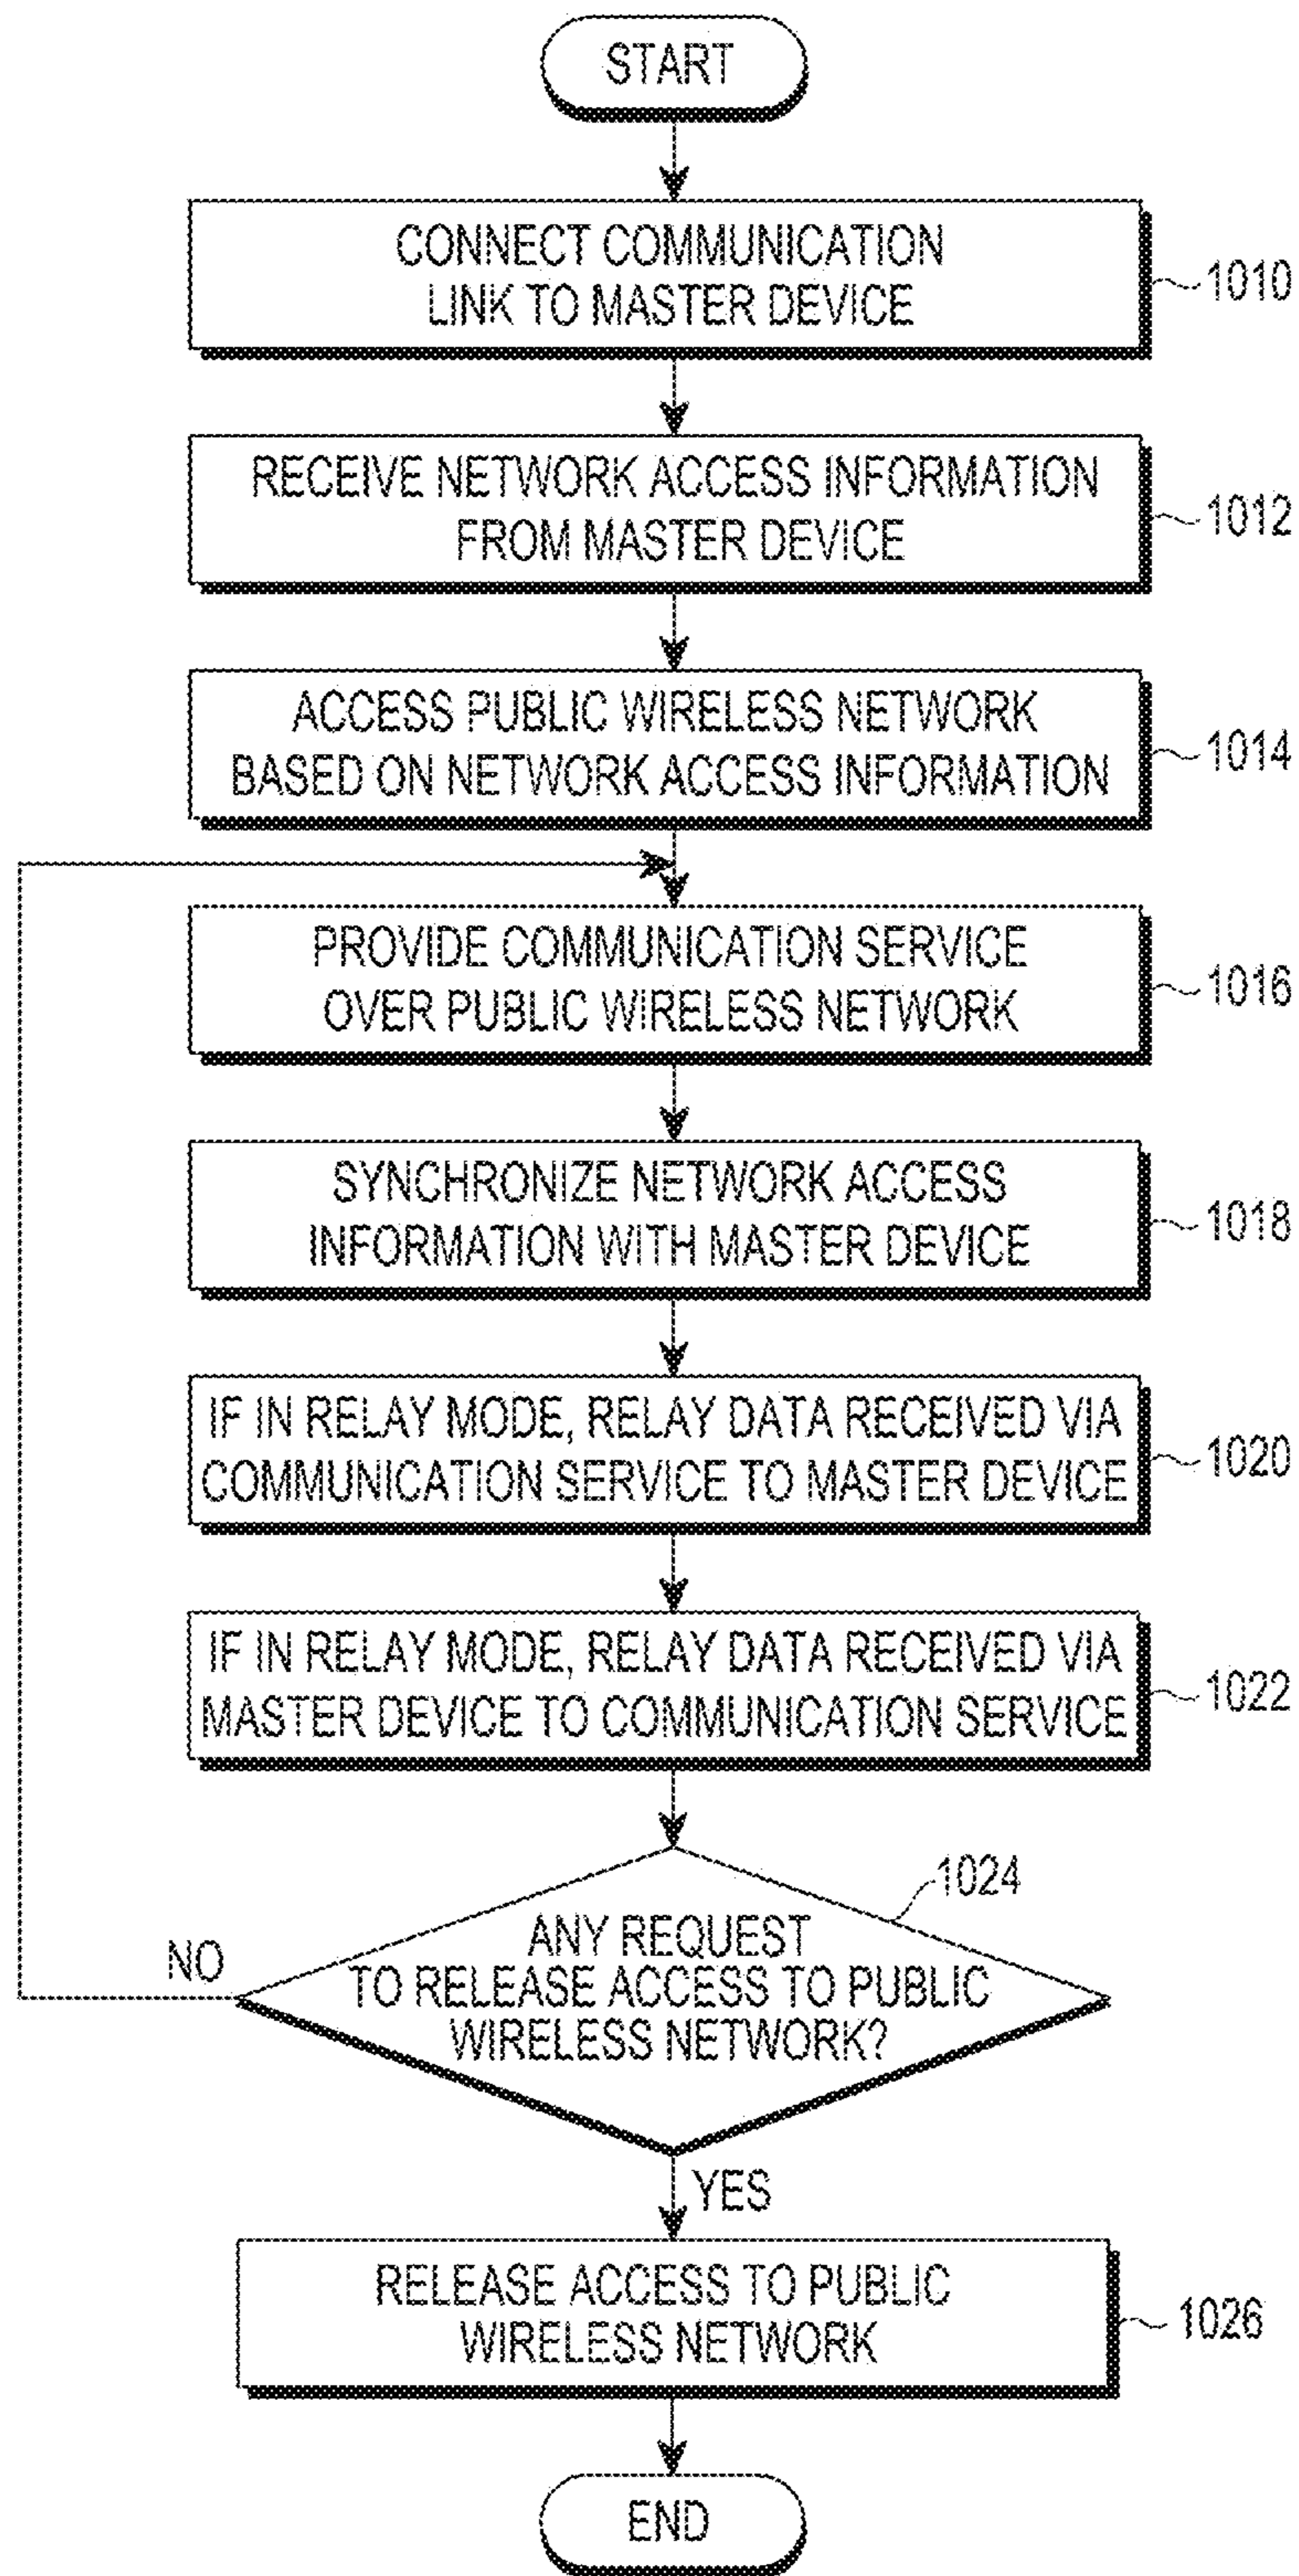 START
CONNECT COMMUNICATION
LINK TO MASTER DEVICE
1010
RECEIVE NETWORK ACCESS INFORMATION
FROM MASTER DEVICE
1012
ACCESS PUBLIC WIRELESS NETWORK
BASED ON NETWORK ACCESS INFORMATION
1014
PROVIDE COMMUNICATION SERVICE
OVER PUBLIC WIRELESS NETWORK
1016
SYNCHRONIZE NETWORK ACCESS
INFORMATION WITH MASTER DEVICE
1018
IF IN RELAY MODE, RELAY DATA RECEIVED VIA
COMMUNICATION SERVICE TO MASTER DEVICE
1020
IF IN RELAY MODE, RELAY DATA RECEIVED VIA
MASTER DEVICE TO COMMUNICATION SERVICE
1022
1024
ANY REQUEST
TO RELEASE ACCESS TO PUBLIC
WIRELESS NETWORK?
NO
YES
RELEASE ACCESS TO PUBLIC
WIRELESS NETWORK
1026
END